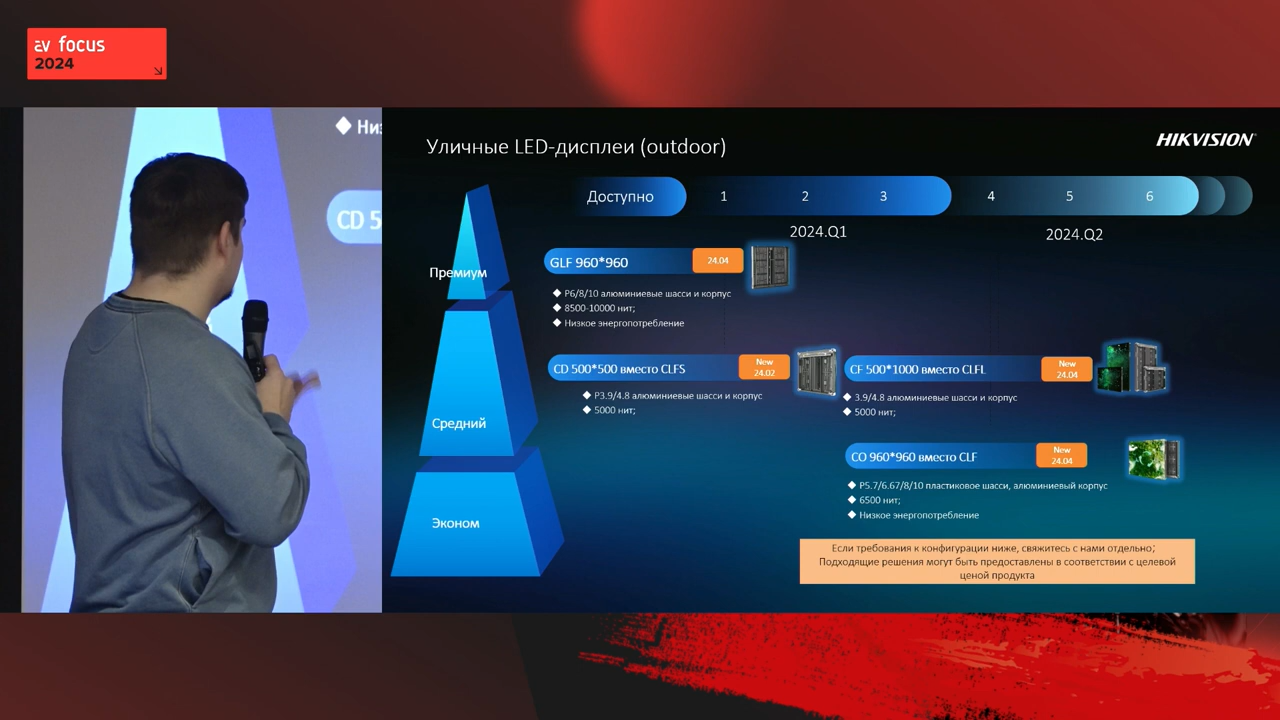 av focus
2024
Низ
CD 5
Уличные LED-дисплеи (outdoor)
HIKVISION
Доступно
1
2
3
4
5
6
2024.Q1
2024.Q2
Премиум
GLF 960*960
24.04
P6/8/10 алюминиевые шасси и корпус
8500-10000 нит;
Низкое энергопотребление
CD 500*500 вместо CLFS
New
24.02
P3.9/4.8 алюминиевые шасси и корпус
5000 нит;
CF 500*1000 вместо CLFL
New
24.04
3.9/4.8 алюминиевые шасси и корпус
5000 нит;
Средний
CO 960*960 вместо CLF
New
24.04
P5.7/6.67/8/10 пластиковое шасси, алюминиевый корпус
6500 нит;
Низкое энергопотребление
Эконом
Если требования к конфигурации ниже, свяжитесь с нами отдельно;
Подходящие решения могут быть предоставлены в соответствии с целевой
ценой продукта